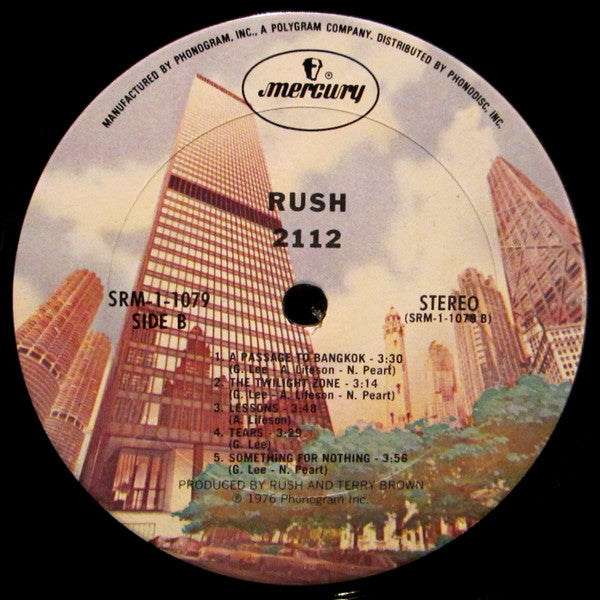 MANUFACTURED BY PHONOGRAM, INC., A POLYGRAM COMPANY. DISTRIBUTED BY PHONODISC, INC.
®
mercury
RUSH
2112
SRM-1-1079
SIDE B
STEREO
(SRM-1-1079 B)
1. A PASSAGE TO BANGKOK - 3:30
(G. Lee - A. Lifeson - N. Peart)
2. THE TWILIGHT ZONE - 3:14
(G. Lee - A. Lifeson - N. Peart)
3. LESSONS - 3:48
(A. Lifeson)
4. TEARS - 3:29
(G. Lee)
5. SOMETHING FOR NOTHING - 3:56
(G. Lee - N. Peart)
PRODUCED BY RUSH AND TERRY BROWN
℗ 1976 Phonogram Inc.